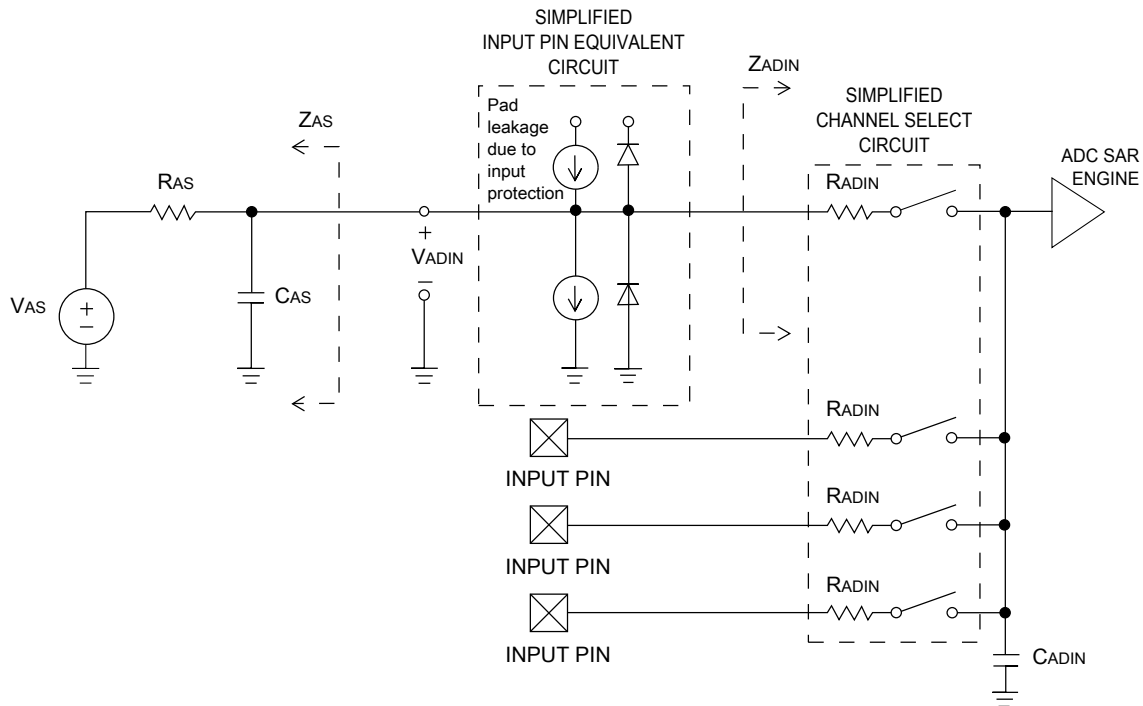 SIMPLIFIED
INPUT PIN EQUIVALENT
CIRCUIT
ZADIN
SIMPLIFIED
CHANNEL SELECT
CIRCUIT
Pad
leakage
due to
input
protection
ZAS
RAS
RADIN
ADC SAR
ENGINE
+
VADIN
–
CAS
VAS
+
–
RADIN
INPUT PIN
RADIN
INPUT PIN
RADIN
INPUT PIN
CADIN